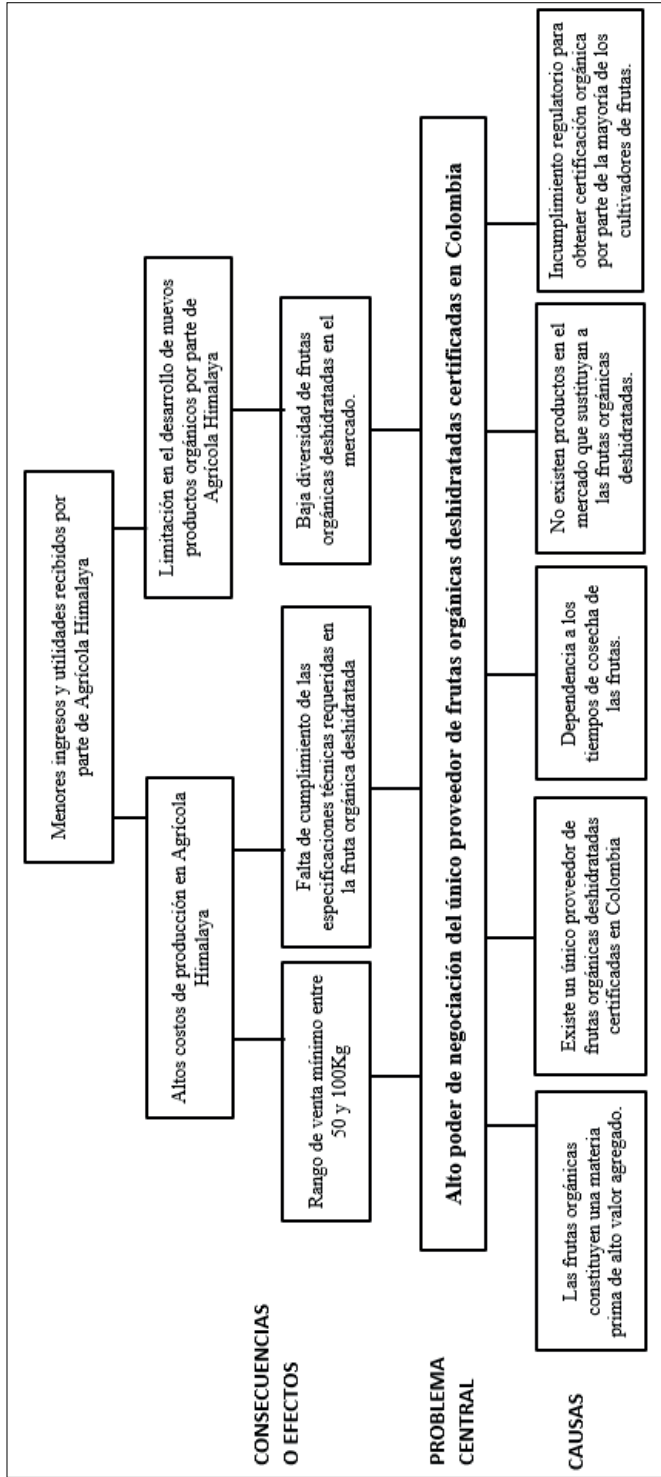 Menores ingresos y utilidades recibidos por
parte de Agrícola Himalaya
Altos costos de producción en Agrícola
Himalaya
Limitación en el desarrollo de nuevos
productos orgánicos por parte de
Agrícola Himalaya
CONSECUENCIAS
O EFECTOS
Rango de venta mínimo entre
50 y 100Kg
Falta de cumplimiento de las
especificaciones técnicas requeridas en
la fruta orgánica deshidratada
Baja diversidad de frutas
orgánicas deshidratadas en el
mercado.
PROBLEMA
CENTRAL
Alto poder de negociación del único proveedor de frutas orgánicas deshidratadas certificadas en Colombia
CAUSAS
Las frutas orgánicas
constituyen una materia
prima de alto valor agregado.
Existe un único proveedor de
frutas orgánicas deshidratadas
certificadas en Colombia
Dependencia a los
tiempos de cosecha de
las frutas.
No existen productos en el
mercado que sustituyan a
las frutas orgánicas
deshidratadas.
Incumplimiento regulatorio para
obtener certificación orgánica
por parte de la mayoría de los
cultivadores de frutas.